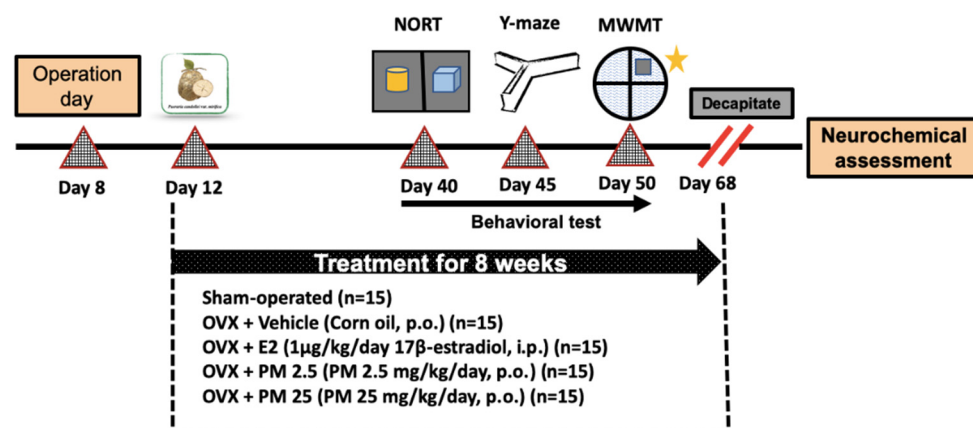 NORT
Y-maze
MWMT
Operation
day
Decapitate
Neurochemical
assessment
Day 8
Day 12
Day 40
Day 45
Day 50
Day 68
Behavioral test
Treatment for 8 weeks
Sham-operated (n=15)
OVX + Vehicle (Corn oil, p.o.) (n=15)
OVX + E2 (1µg/kg/day 17β-estradiol, i.p.) (n=15)
OVX + PM 2.5 (PM 2.5 mg/kg/day, p.o.) (n=15)
OVX + PM 25 (PM 25 mg/kg/day, p.o.) (n=15)